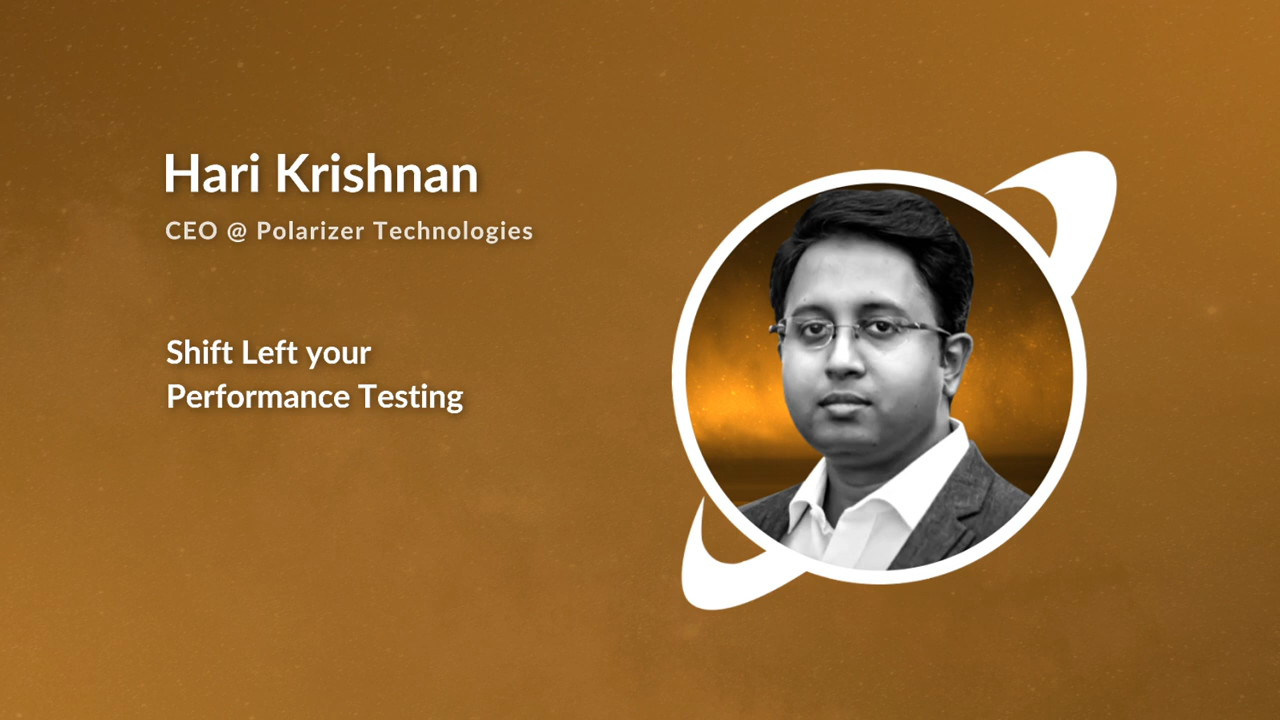 Hari Krishnan
CEO @ Polarizer Technologies
Shift Left your
Performance Testing